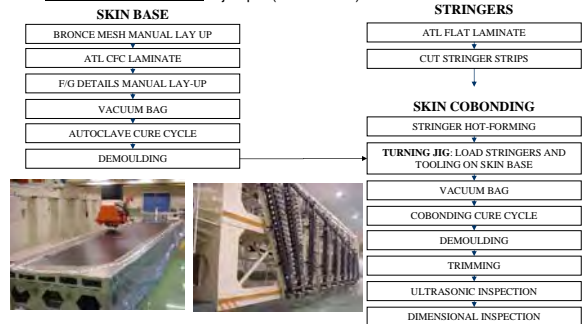 SKIN BASE
BRONCE MESH MANUAL LAY UP
ATL CFC LAMINATE
F/G DETAILS MANUAL LAY-UP
VACUUM BAG
AUTOCLAVE CURE CYCLE
DEMOULDING
STRINGERS
ATL FLAT LAMINATE
CUT STRINGER STRIPS
SKIN COBONDING
STRINGER HOT-FORMING
TURNING JIG: LOAD STRINGERS AND
TOOLING ON SKIN BASE
VACUUM BAG
COBONDING CURE CYCLE
DEMOULDING
TRIMMING
ULTRASONIC INSPECTION
DIMENSIONAL INSPECTION